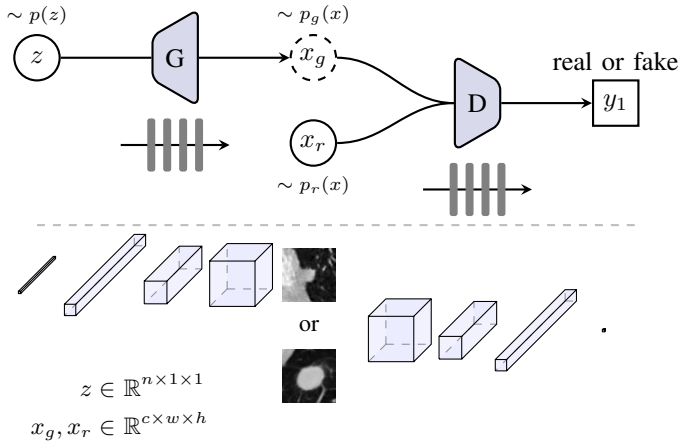 ∼ p(z)
∼ p_g(x)
z
G
x_g
real or fake
D
y_1
x_r
∼ p_r(x)
or
z ∈ ℝ^{n×1×1}
x_g, x_r ∈ ℝ^{c×w×h}